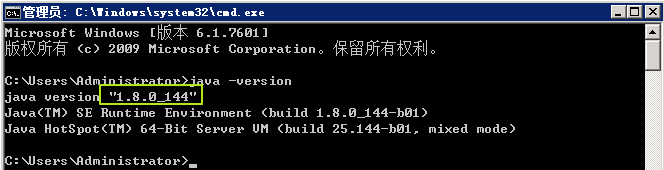 管理员: C:\Windows\system32\cmd.exe
Microsoft Windows [版本 6.1.7601]
版权所有 (c) 2009 Microsoft Corporation。保留所有权利。
C:\Users\Administrator>java -version
java version "1.8.0_144"
Java(TM) SE Runtime Environment (build 1.8.0_144-b01)
Java HotSpot(TM) 64-Bit Server VM (build 25.144-b01, mixed mode)
C:\Users\Administrator>_